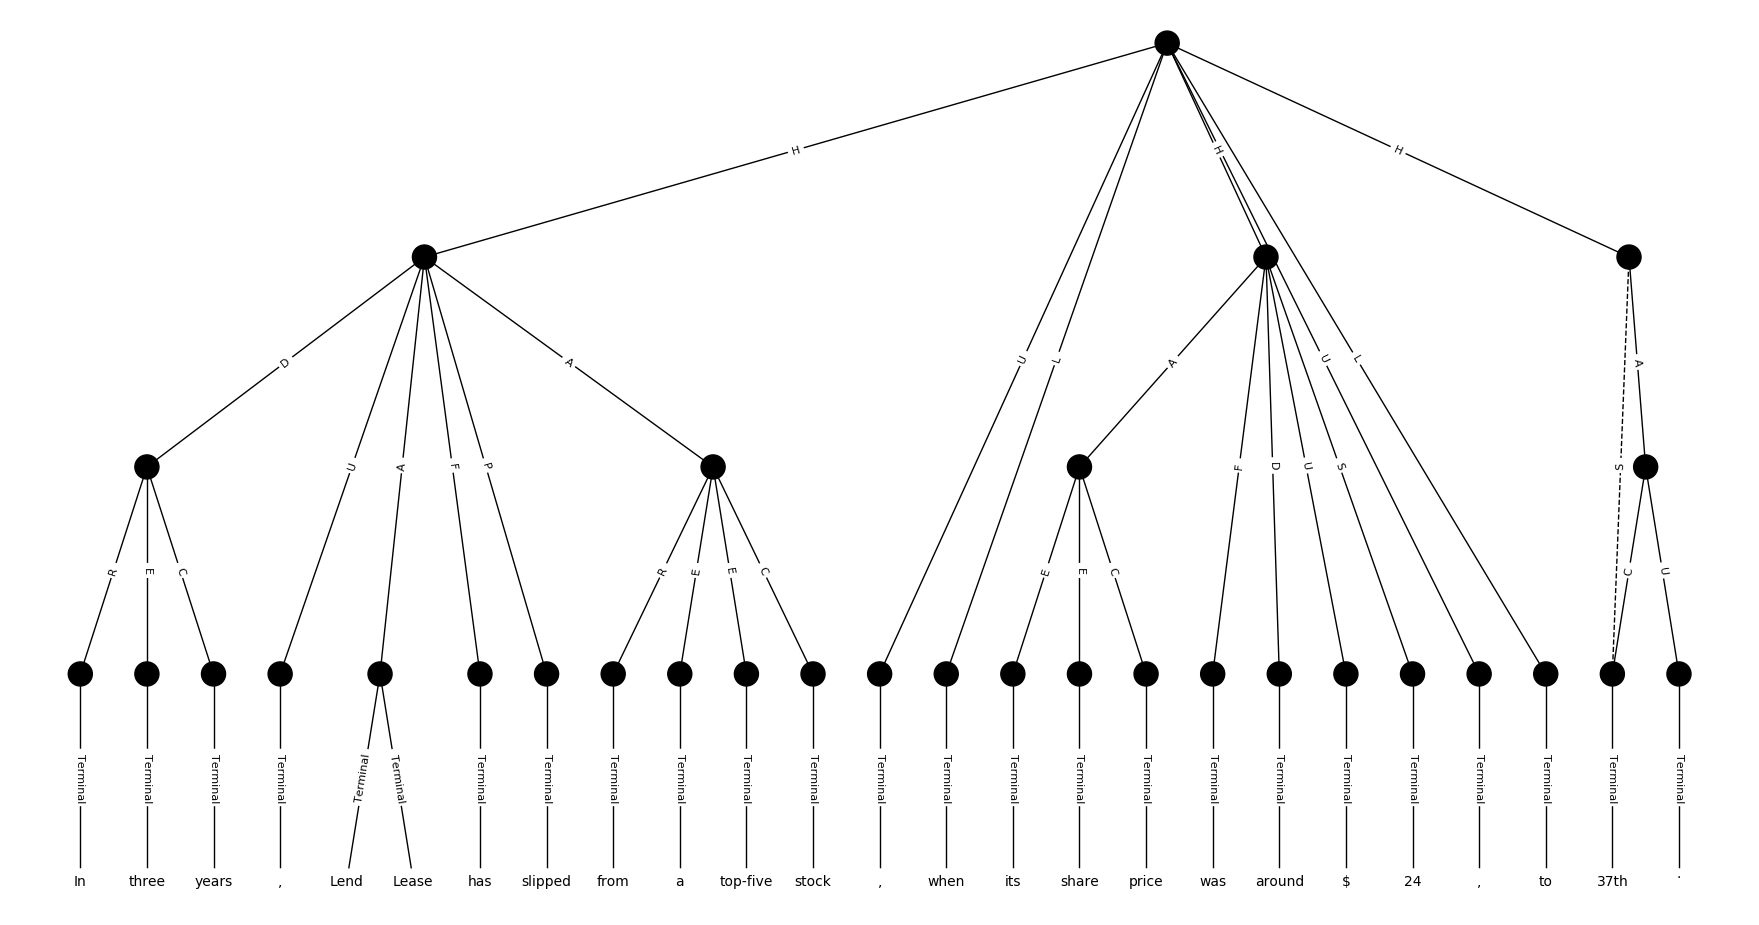 H H H
D A U L A U L A
U A F P F D U S S
R E C R E E C E E C C U
Terminal Terminal Terminal Terminal Terminal Terminal Terminal Terminal Terminal Terminal Terminal Terminal Terminal Terminal Terminal Terminal Terminal Terminal Terminal Terminal Terminal Terminal Terminal Terminal Terminal
In three years , Lend Lease has slipped from a top-five stock , when its share price was around $ 24 , to 37th .